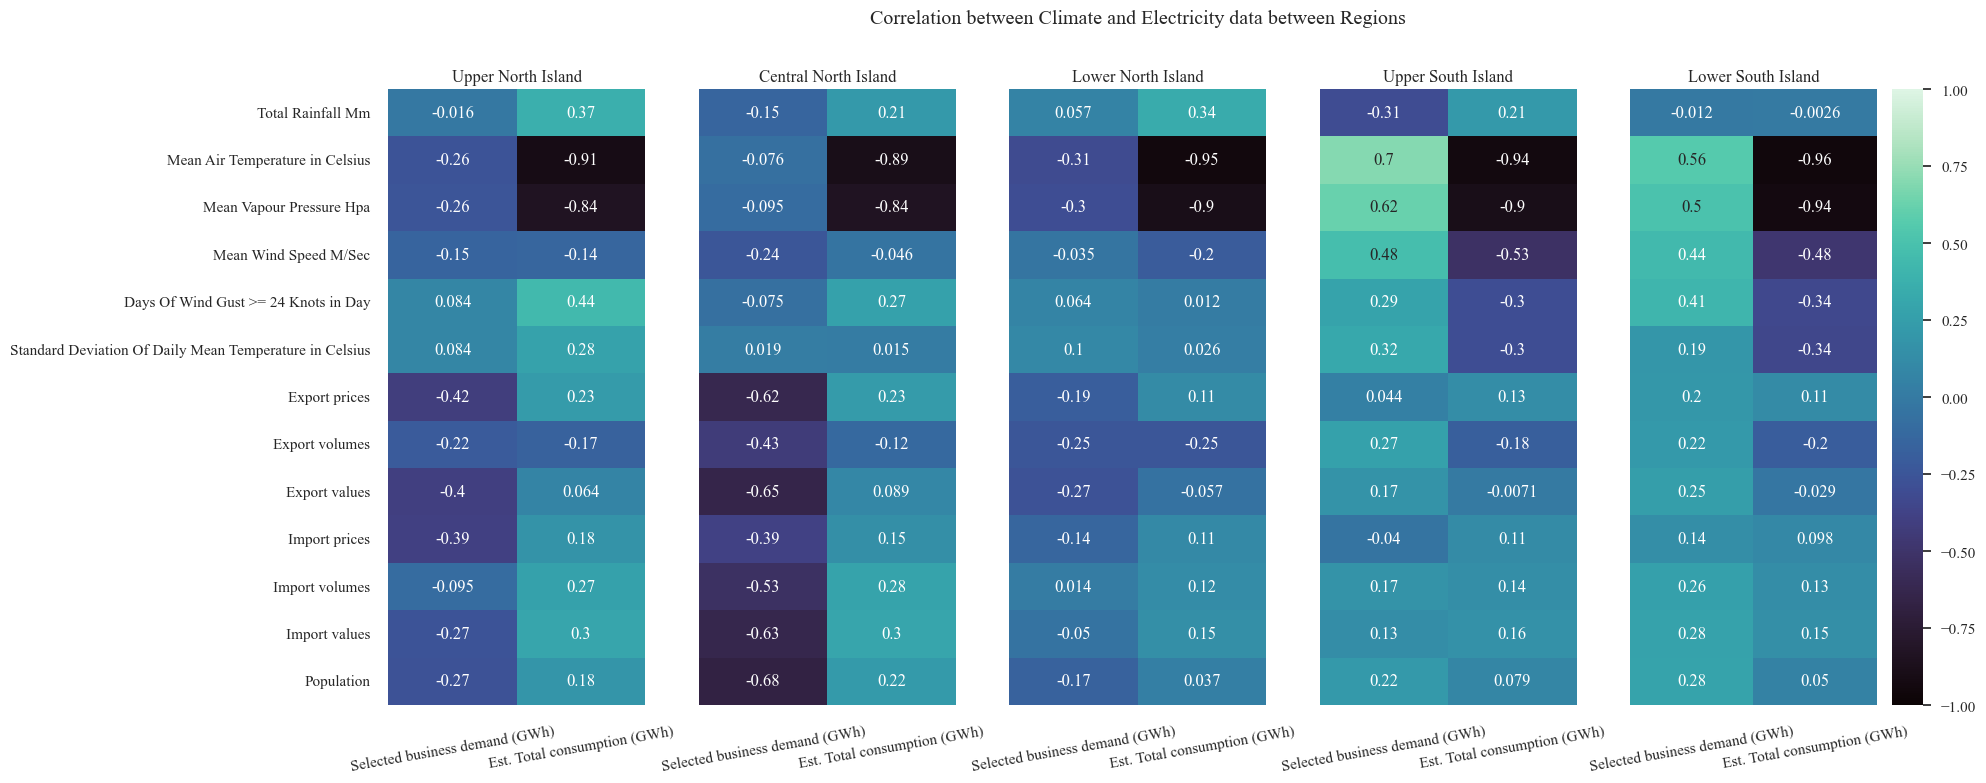 Correlation between Climate and Electricity data between Regions
Upper North Island Central North Island Lower North Island Upper South Island Lower South Island
Total Rainfall Mm -0.016 0.37 -0.15 0.21 0.057 0.34 -0.31 0.21 -0.012 -0.0026 1.00
Mean Air Temperature in Celsius -0.26 -0.91 -0.076 -0.89 -0.31 -0.95 0.7 -0.94 0.56 -0.96 0.75
Mean Vapour Pressure Hpa -0.26 -0.84 -0.095 -0.84 -0.3 -0.9 0.62 -0.9 0.5 -0.94
Mean Wind Speed M/Sec -0.15 -0.14 -0.24 -0.046 -0.035 -0.2 0.48 -0.53 0.44 -0.48 0.50
Days Of Wind Gust >= 24 Knots in Day 0.084 0.44 -0.075 0.27 0.064 0.012 0.29 -0.3 0.41 -0.34 0.25
Standard Deviation Of Daily Mean Temperature in Celsius 0.084 0.28 0.019 0.015 0.1 0.026 0.32 -0.3 0.19 -0.34
Export prices -0.42 0.23 -0.62 0.23 -0.19 0.11 0.044 0.13 0.2 0.11 0.00
Export volumes -0.22 -0.17 -0.43 -0.12 -0.25 -0.25 0.27 -0.18 0.22 -0.2
Export values -0.4 0.064 -0.65 0.089 -0.27 -0.057 0.17 -0.0071 0.25 -0.029 −0.25
Import prices -0.39 0.18 -0.39 0.15 -0.14 0.11 -0.04 0.11 0.14 0.098 −0.50
Import volumes -0.095 0.27 -0.53 0.28 0.014 0.12 0.17 0.14 0.26 0.13
Import values -0.27 0.3 -0.63 0.3 -0.05 0.15 0.13 0.16 0.28 0.15 −0.75
Population -0.27 0.18 -0.68 0.22 -0.17 0.037 0.22 0.079 0.28 0.05 −1.00
Selected business demand (GWh) Est. Total consumption (GWh) Selected business demand (GWh) Est. Total consumption (GWh) Selected business demand (GWh) Est. Total consumption (GWh) Selected business demand (GWh) Est. Total consumption (GWh) Selected business demand (GWh) Est. Total consumption (GWh)